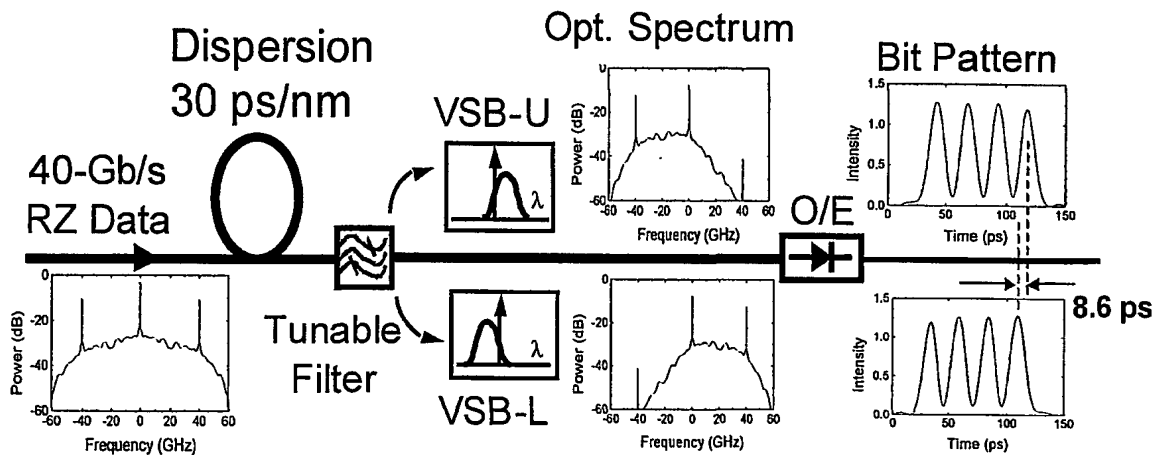 Dispersion
30 ps/nm
Opt. Spectrum
Bit Pattern
VSB-U
λ
40-Gb/s
RZ Data
Power (dB)
0
-20
-40
-60
-60 -40 -20 0 20 40 60
Frequency (GHz)
Intensity
1.5
1.0
0.5
0.0
0 50 100 150
Time (ps)
O/E
8.6 ps
Power (dB)
0
-20
-40
-60
-60 -40 -20 0 20 40 60
Frequency (GHz)
Tunable
Filter
λ
VSB-L
Power (dB)
0
-20
-40
-60
-60 -40 -20 0 20 40 60
Frequency (GHz)
Intensity
1.5
1.0
0.5
0.0
0 50 100 150
Time (ps)